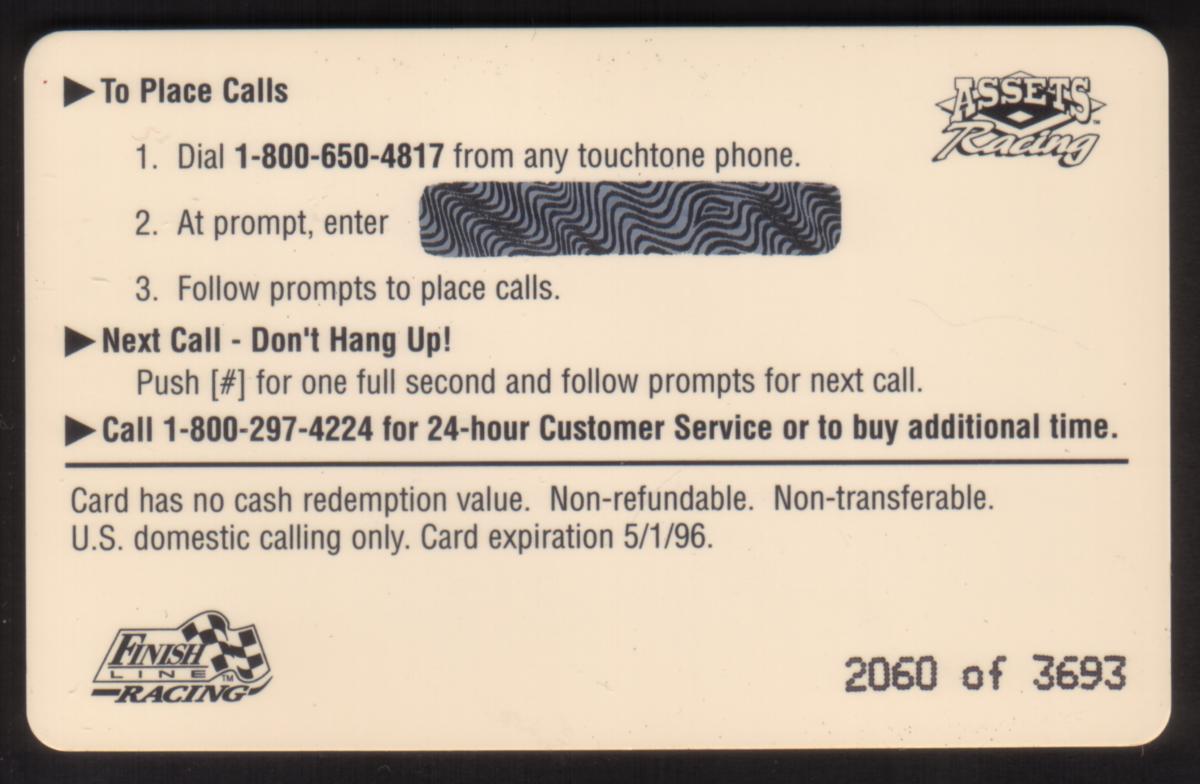 ▶To Place Calls
ASSETS
Racing
1. Dial 1-800-650-4817 from any touchtone phone.
2. At prompt, enter
3. Follow prompts to place calls.
▶Next Call - Don't Hang Up!
Push [#] for one full second and follow prompts for next call.
▶Call 1-800-297-4224 for 24-hour Customer Service or to buy additional time.
Card has no cash redemption value. Non-refundable. Non-transferable.
U.S. domestic calling only. Card expiration 5/1/96.
FINISH
LINE™
RACING
2060 of 3693